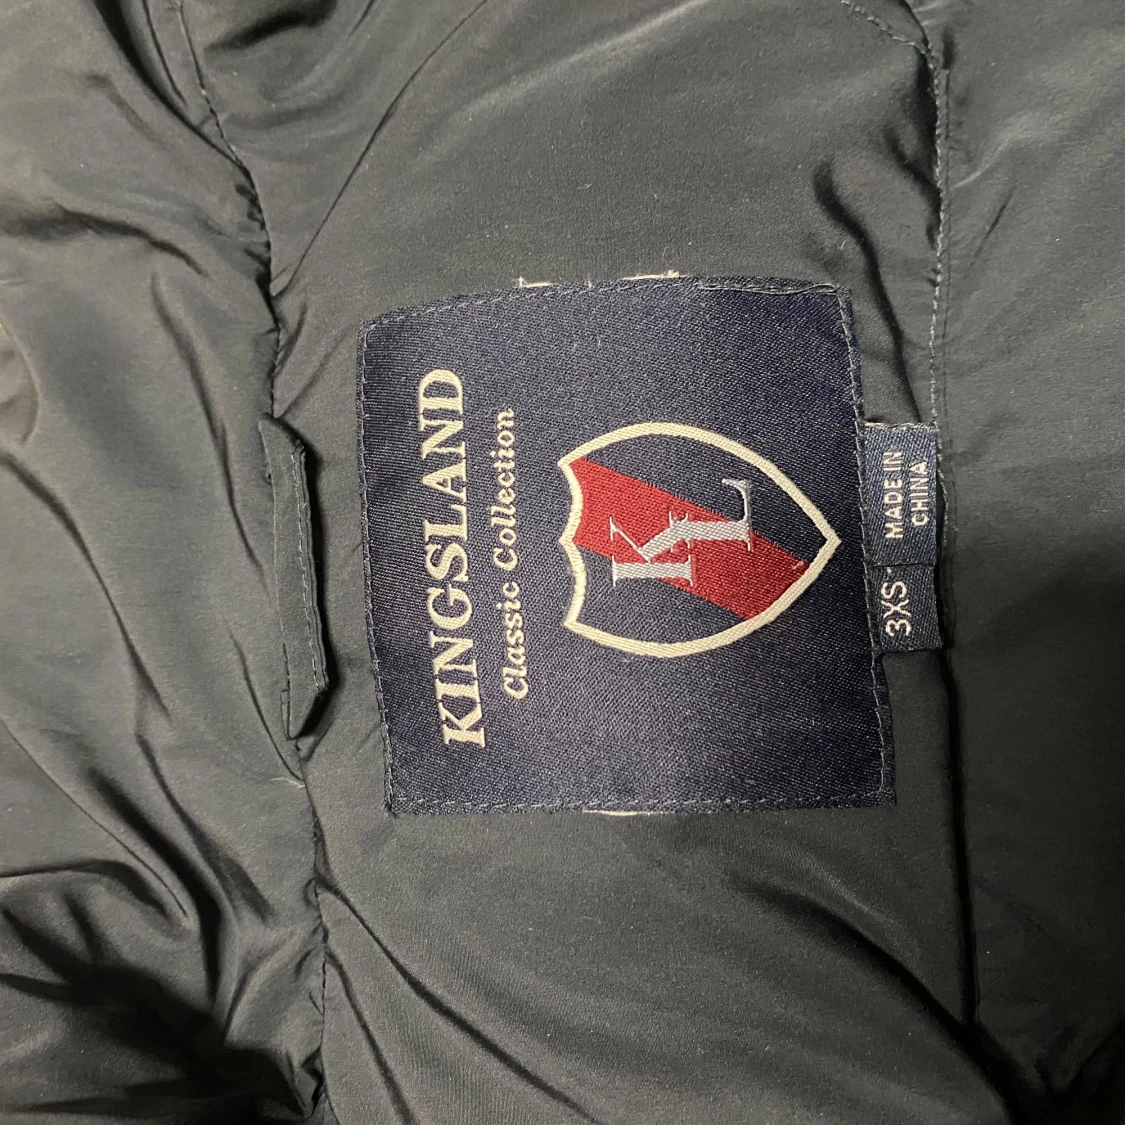 KINGSLAND
Classic Collection
KL
3XS
MADE IN
CHINA